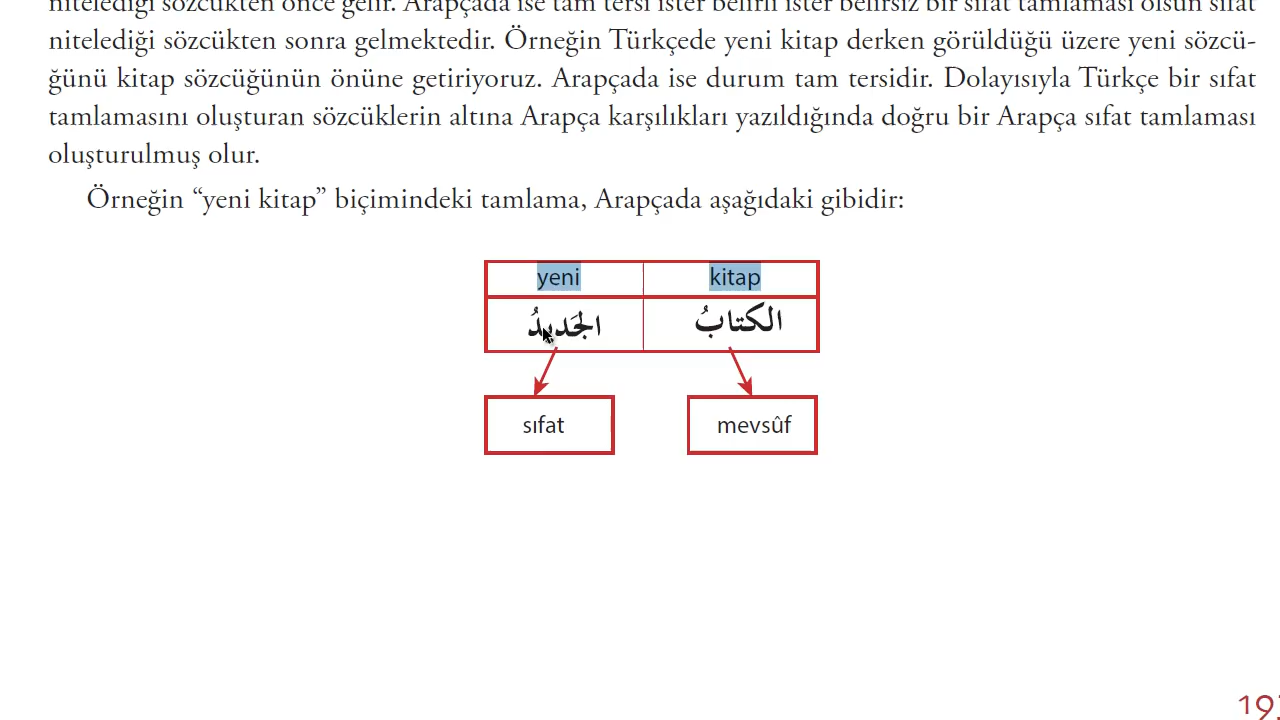 nitelediği sözcükten önce gelir. Arapçada ise tam tersi ister belirli ister belirsiz bir sıfat tamlaması olsun sıfat
nitelediği sözcükten sonra gelmektedir. Örneğin Türkçede yeni kitap derken görüldüğü üzere yeni sözcü-
ğünü kitap sözcüğünün önüne getiriyoruz. Arapçada ise durum tam tersidir. Dolayısıyla Türkçe bir sıfat
tamlamasını oluşturan sözcüklerin altına Arapça karşılıkları yazıldığında doğru bir Arapça sıfat tamlaması
oluşturulmuş olur.
Örneğin “yeni kitap” biçimindeki tamlama, Arapçada aşağıdaki gibidir:
yeni kitap
الكتابُ الجَديدُ
sıfat mevsûf